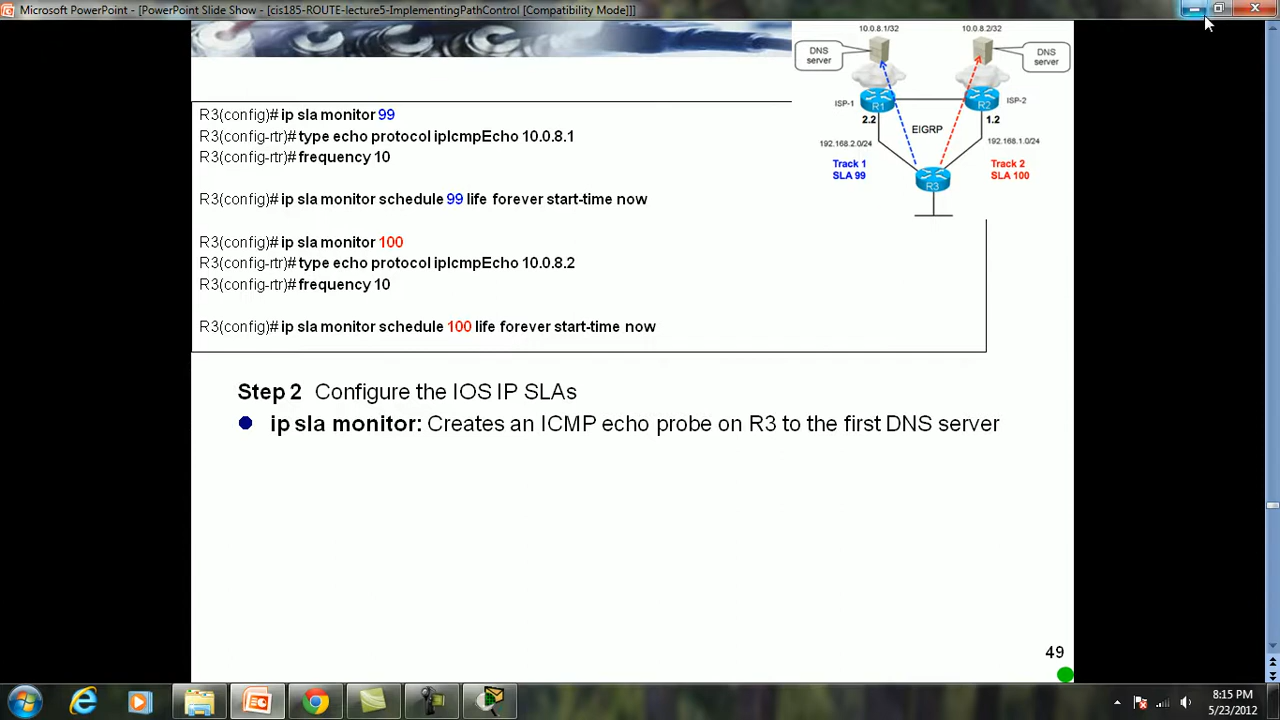 Microsoft PowerPoint - [PowerPoint Slide Show - [cis185-ROUTE-lecture5-ImplementingPathControl [Compatibility Mode]]]
10.0.8.1/32
10.0.8.2/32
DNS
server
DNS
server
ISP-1
R1
R2
ISP-2
2.2
EIGRP
1.2
192.168.2.0/24
192.168.1.0/24
Track 1
SLA 99
Track 2
SLA 100
R3
R3(config)# ip sla monitor 99
R3(config-rtr)# type echo protocol ipIcmpEcho 10.0.8.1
R3(config-rtr)# frequency 10
R3(config)# ip sla monitor schedule 99 life forever start-time now
R3(config)# ip sla monitor 100
R3(config-rtr)# type echo protocol ipIcmpEcho 10.0.8.2
R3(config-rtr)# frequency 10
R3(config)# ip sla monitor schedule 100 life forever start-time now
Step 2 Configure the IOS IP SLAs
ip sla monitor: Creates an ICMP echo probe on R3 to the first DNS server
49
8:15 PM
5/23/2012